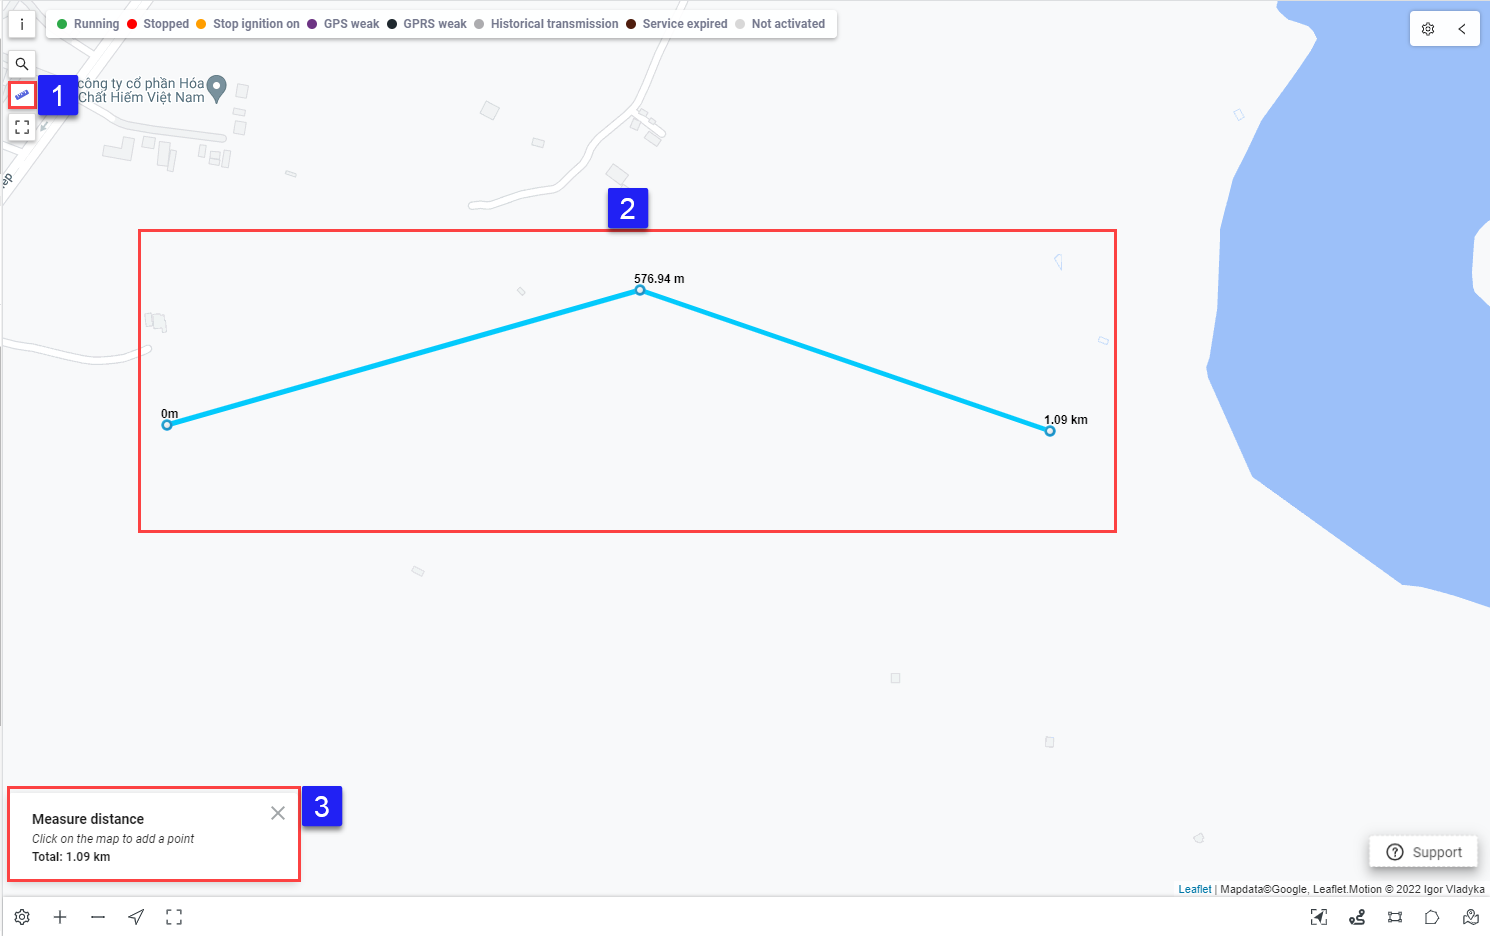 i
Running Stopped Stop ignition on GPS weak GPRS weak Historical transmission Service expired Not activated
1
công ty cổ phần Hóa
Chất Hiếm Việt Nam
2
576.94 m
0m
1.09 km
3
Measure distance
Click on the map to add a point
Total: 1.09 km
Support
Leaflet | Mapdata©Google, Leaflet.Motion © 2022 Igor Vladyka